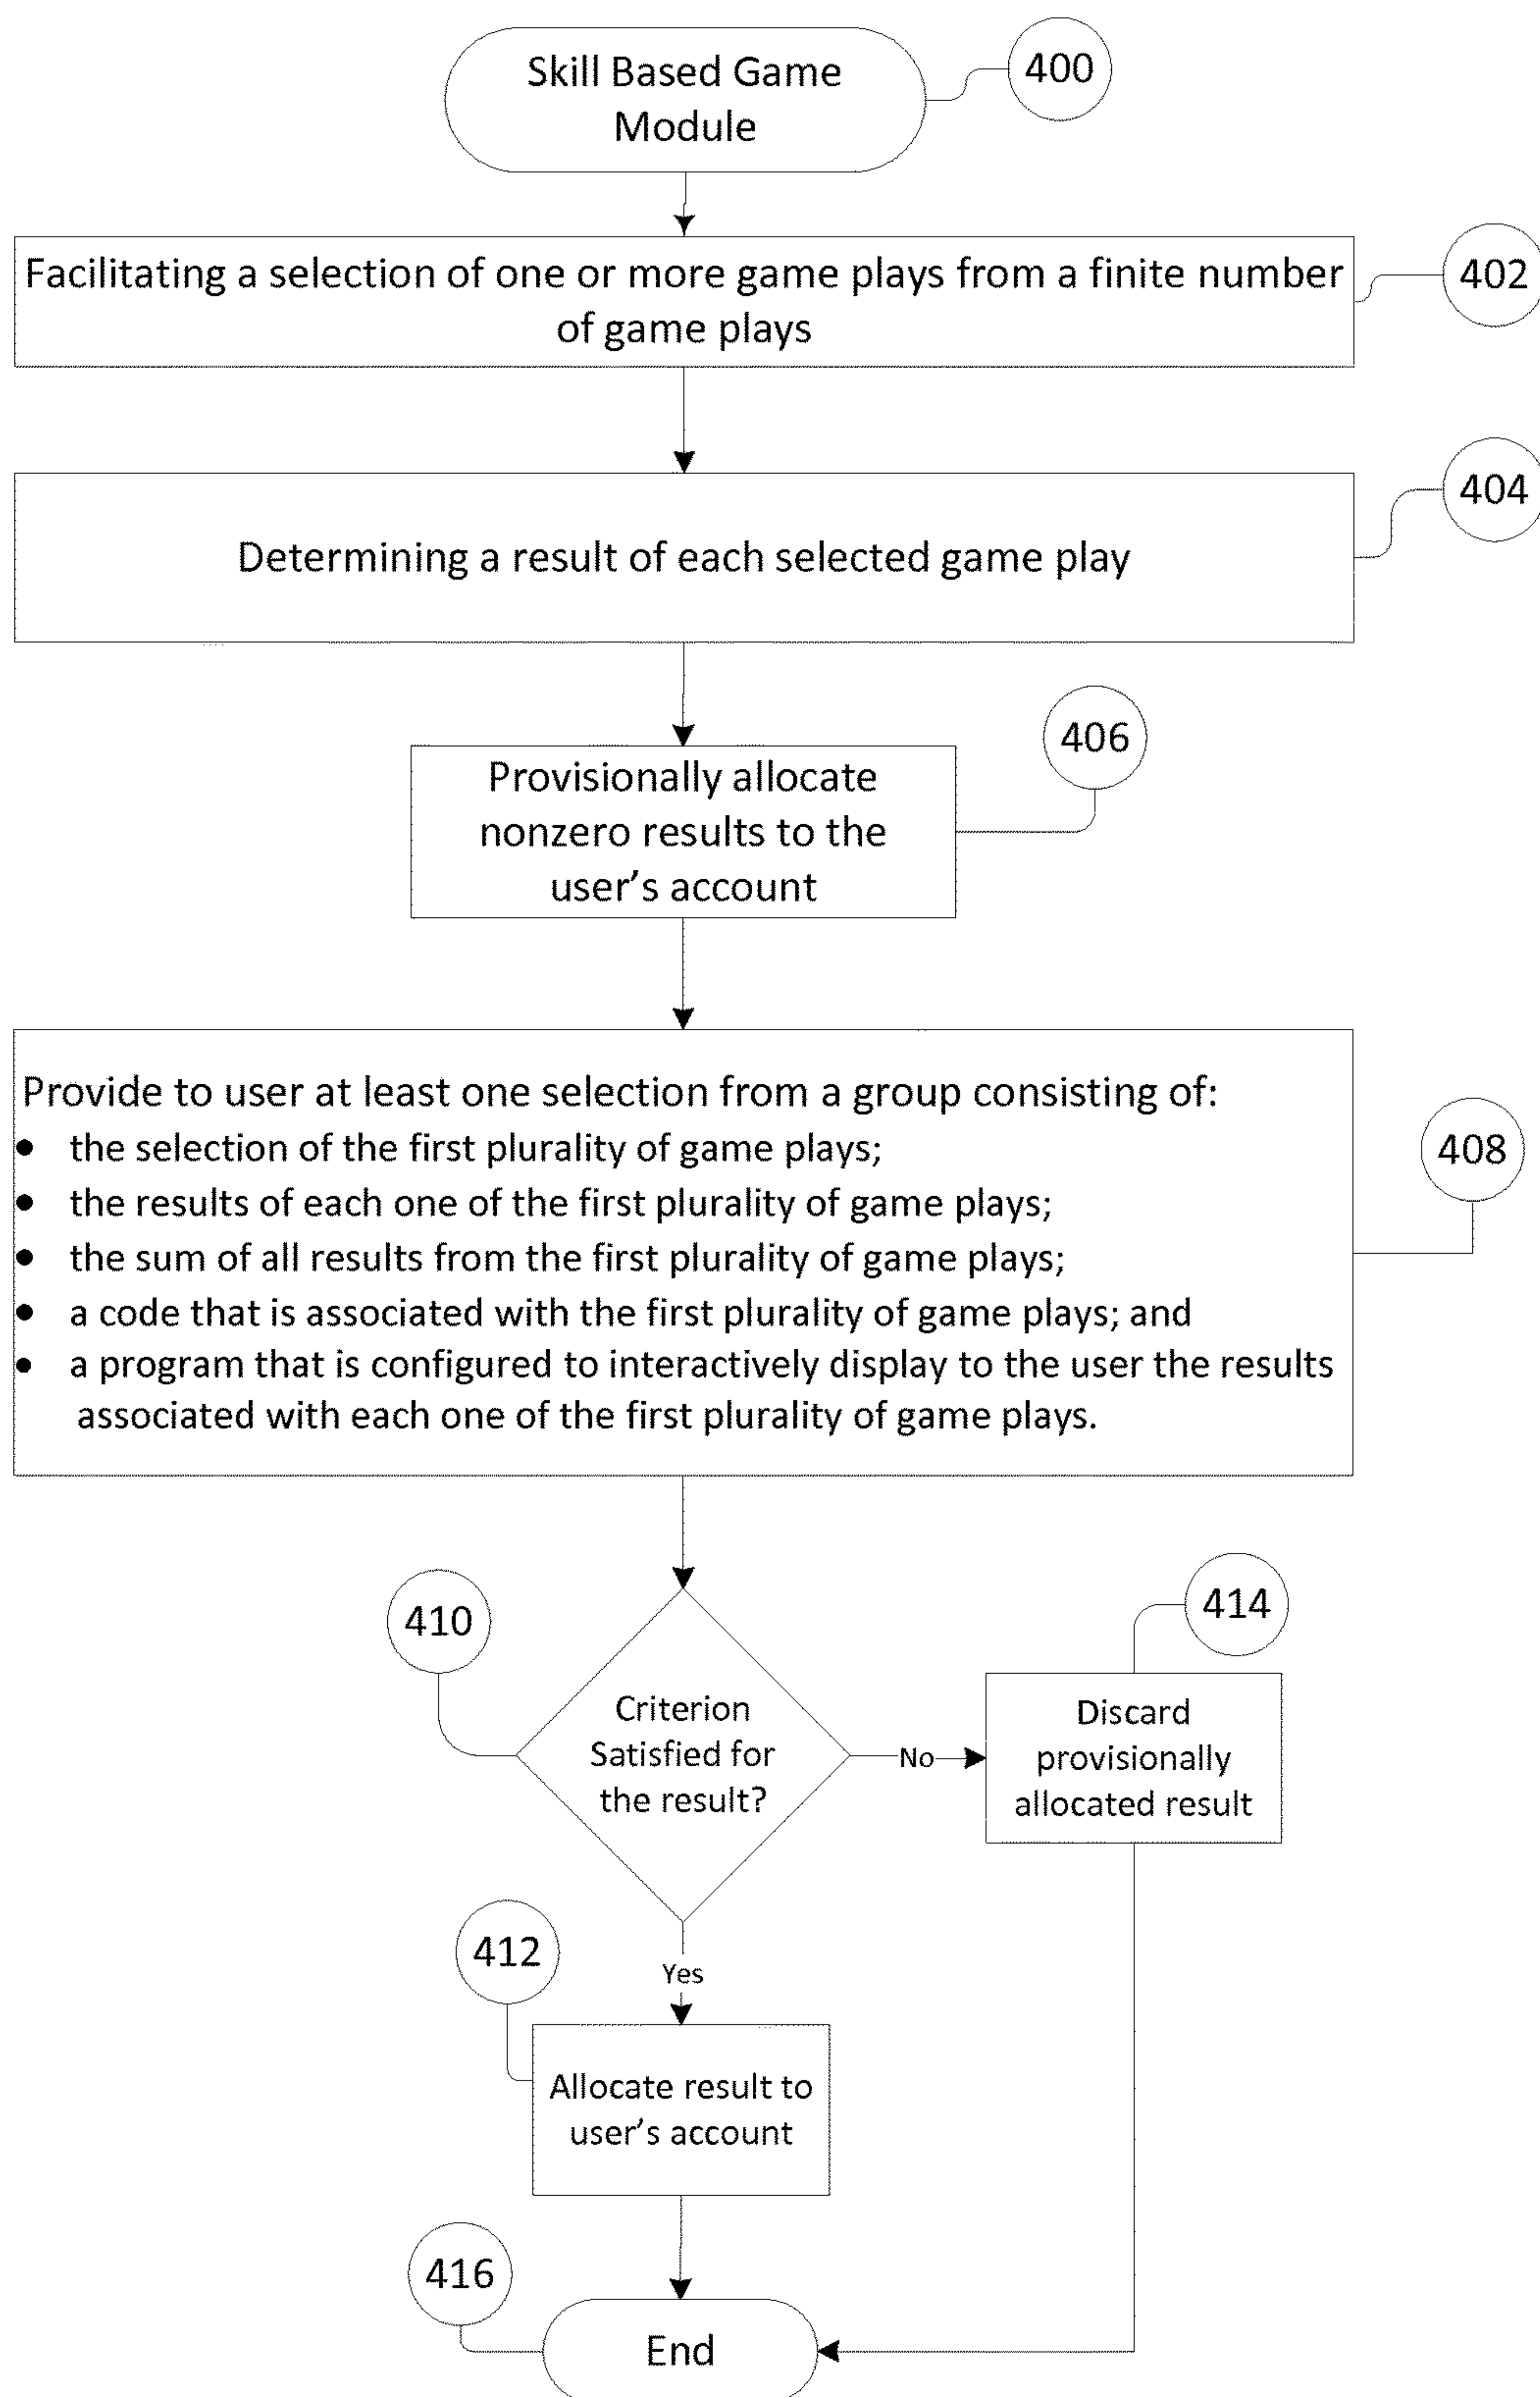 Skill Based Game
Module
400
Facilitating a selection of one or more game plays from a finite number
of game plays
402
Determining a result of each selected game play
404
Provisionally allocate
nonzero results to the
user's account
406
Provide to user at least one selection from a group consisting of:
• the selection of the first plurality of game plays;
• the results of each one of the first plurality of game plays;
• the sum of all results from the first plurality of game plays;
• a code that is associated with the first plurality of game plays; and
• a program that is configured to interactively display to the user the results
associated with each one of the first plurality of game plays.
408
410
Criterion
Satisfied for
the result?
No
414
Discard
provisionally
allocated result
Yes
412
Allocate result to
user's account
416
End